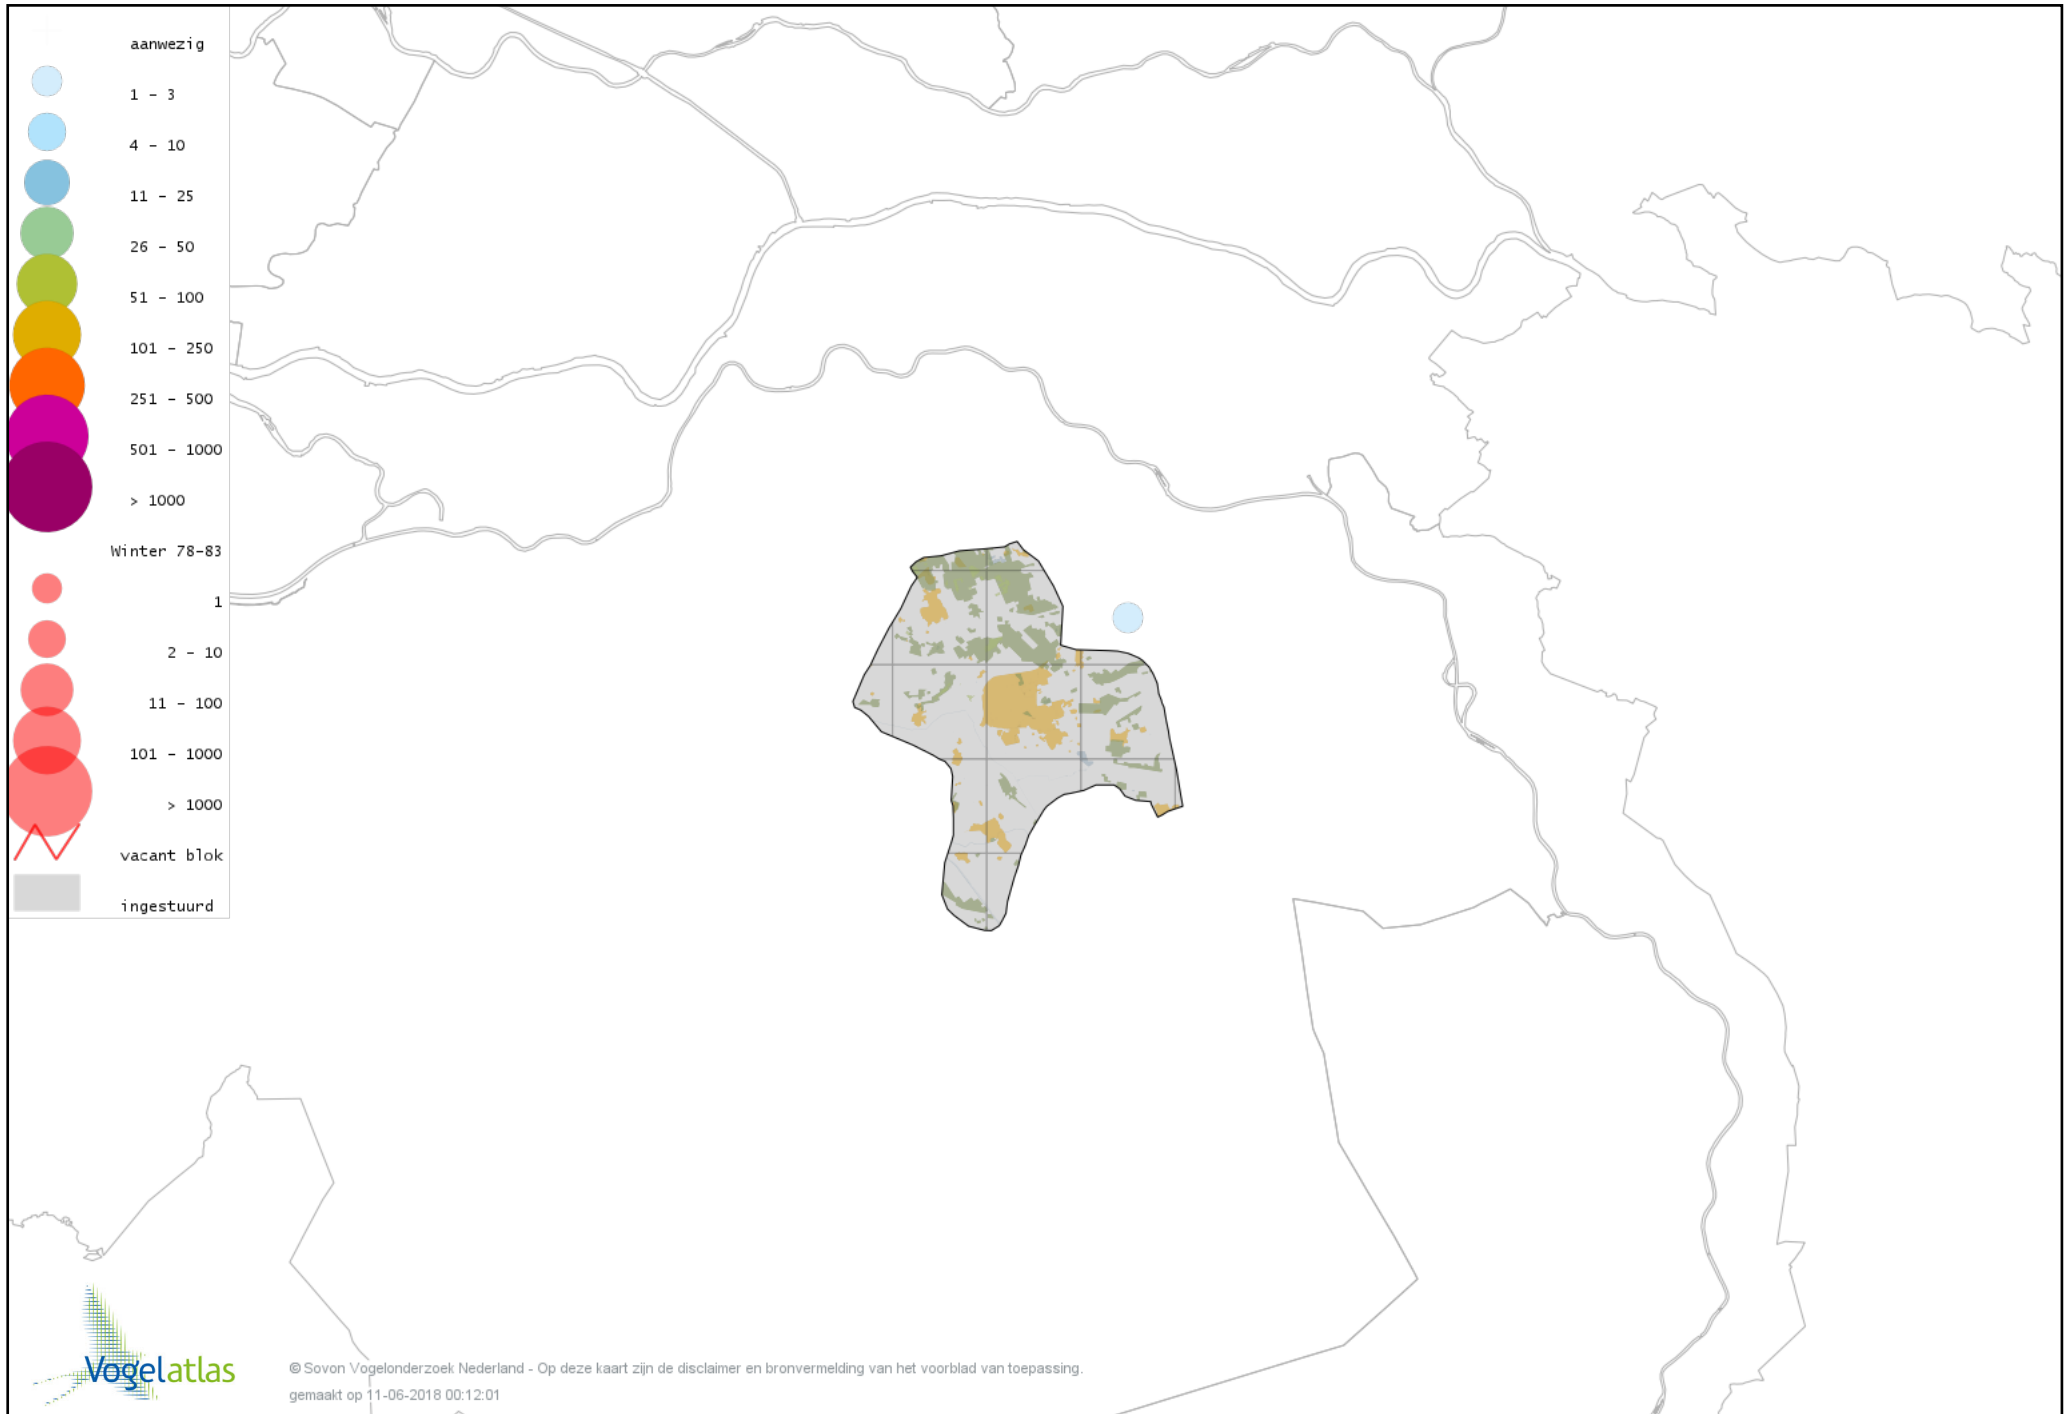 aanwezig
1 - 3
4 - 10
11 - 25
26 - 50
51 - 100
101 - 250
251 - 500
501 - 1000
> 1000
Winter 78-83
1
2 - 10
11 - 100
101 - 1000
> 1000
vacant blok
ingestuurd
Vogelatlas
© Sovon Vogelonderzoek Nederland - Op deze kaart zijn de disclaimer en bronvermelding van het voorblad van toepassing.
gemaakt op 11-06-2018 00:12:01